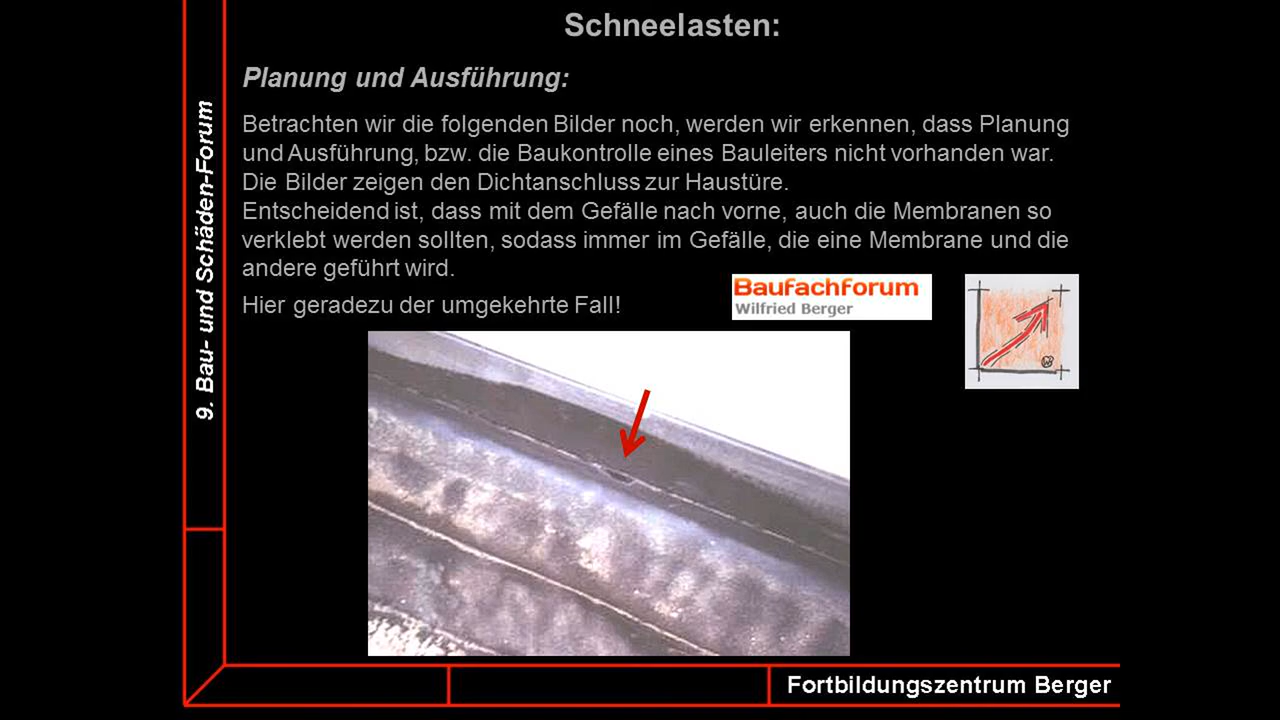 Schneelasten:
Planung und Ausführung:
Betrachten wir die folgenden Bilder noch, werden wir erkennen, dass Planung
und Ausführung, bzw. die Baukontrolle eines Bauleiters nicht vorhanden war.
Die Bilder zeigen den Dichtanschluss zur Haustüre.
Entscheidend ist, dass mit dem Gefälle nach vorne, auch die Membranen so
verklebt werden sollten, sodass immer im Gefälle, die eine Membrane und die
andere geführt wird.
Hier geradezu der umgekehrte Fall!
Baufachforum
Wilfried Berger
9. Bau- und Schäden-Forum
Fortbildungszentrum Berger